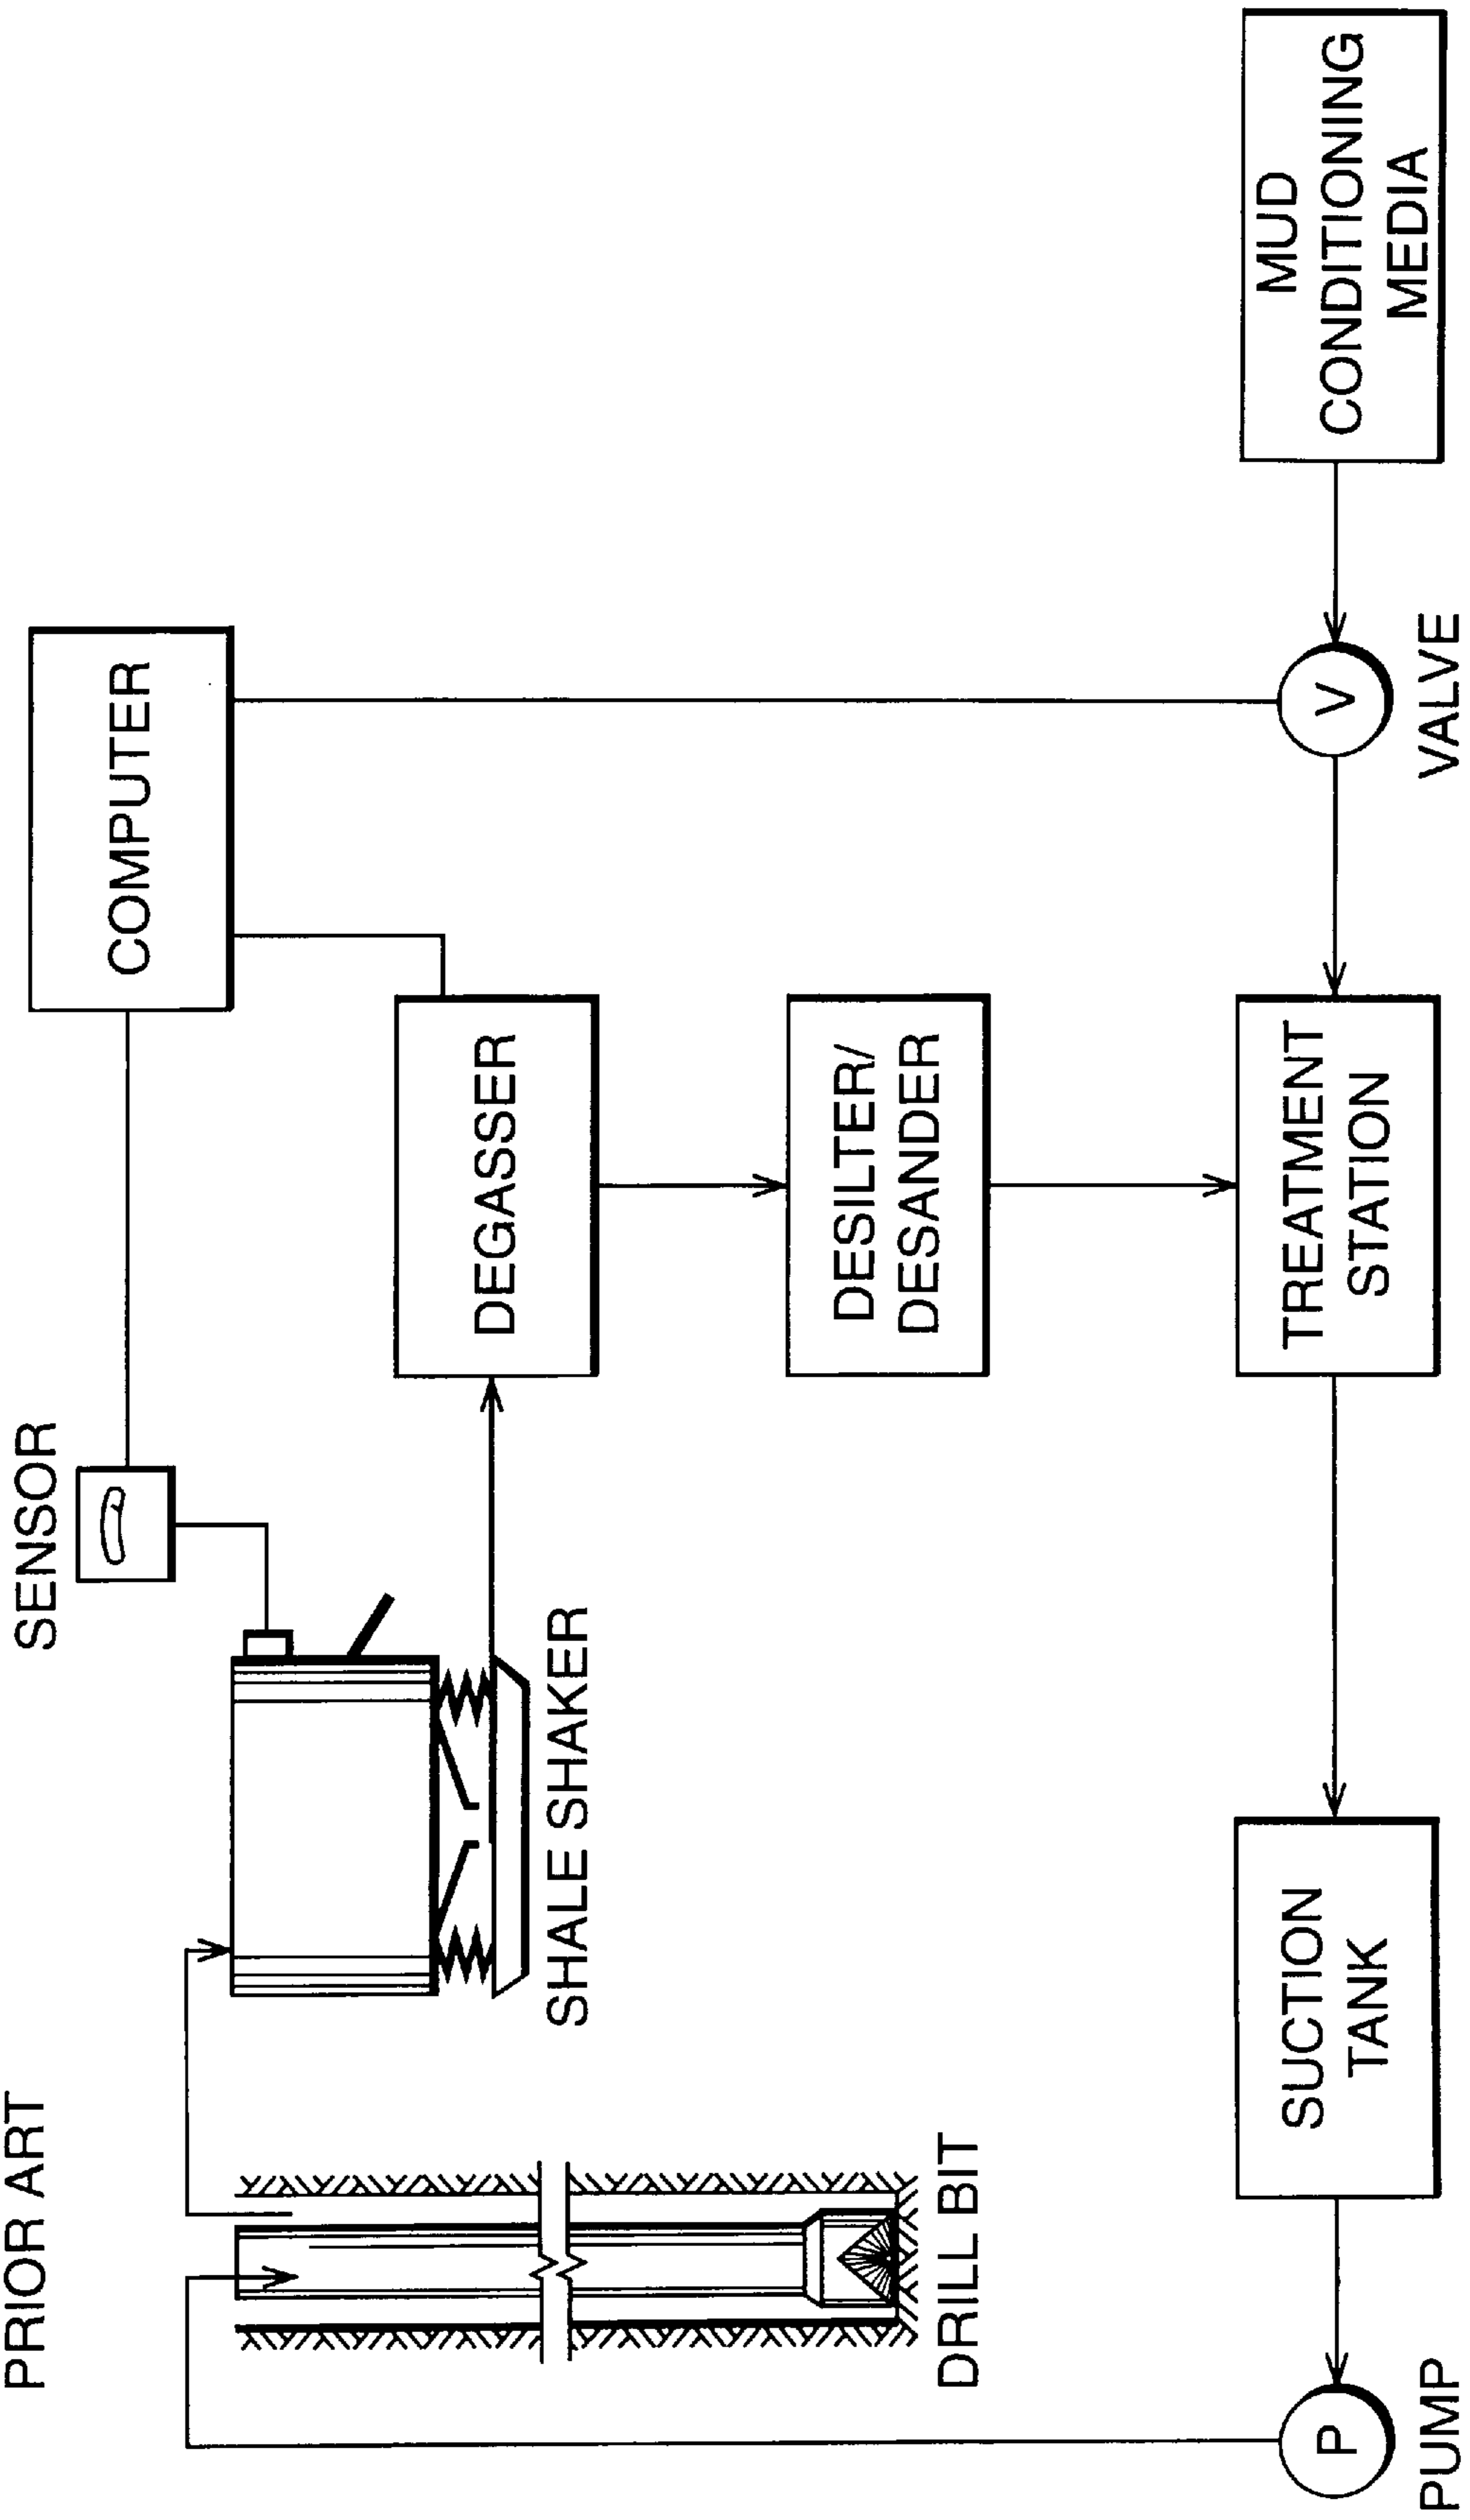 PRIOR ART
SENSOR
COMPUTER
SHALE SHAKER
DEGASSER
DRILL BIT
DESILTER/
DESANDER
P
PUMP
SUCTION
TANK
TREATMENT
STATION
V
VALVE
MUD
CONDITIONING
MEDIA